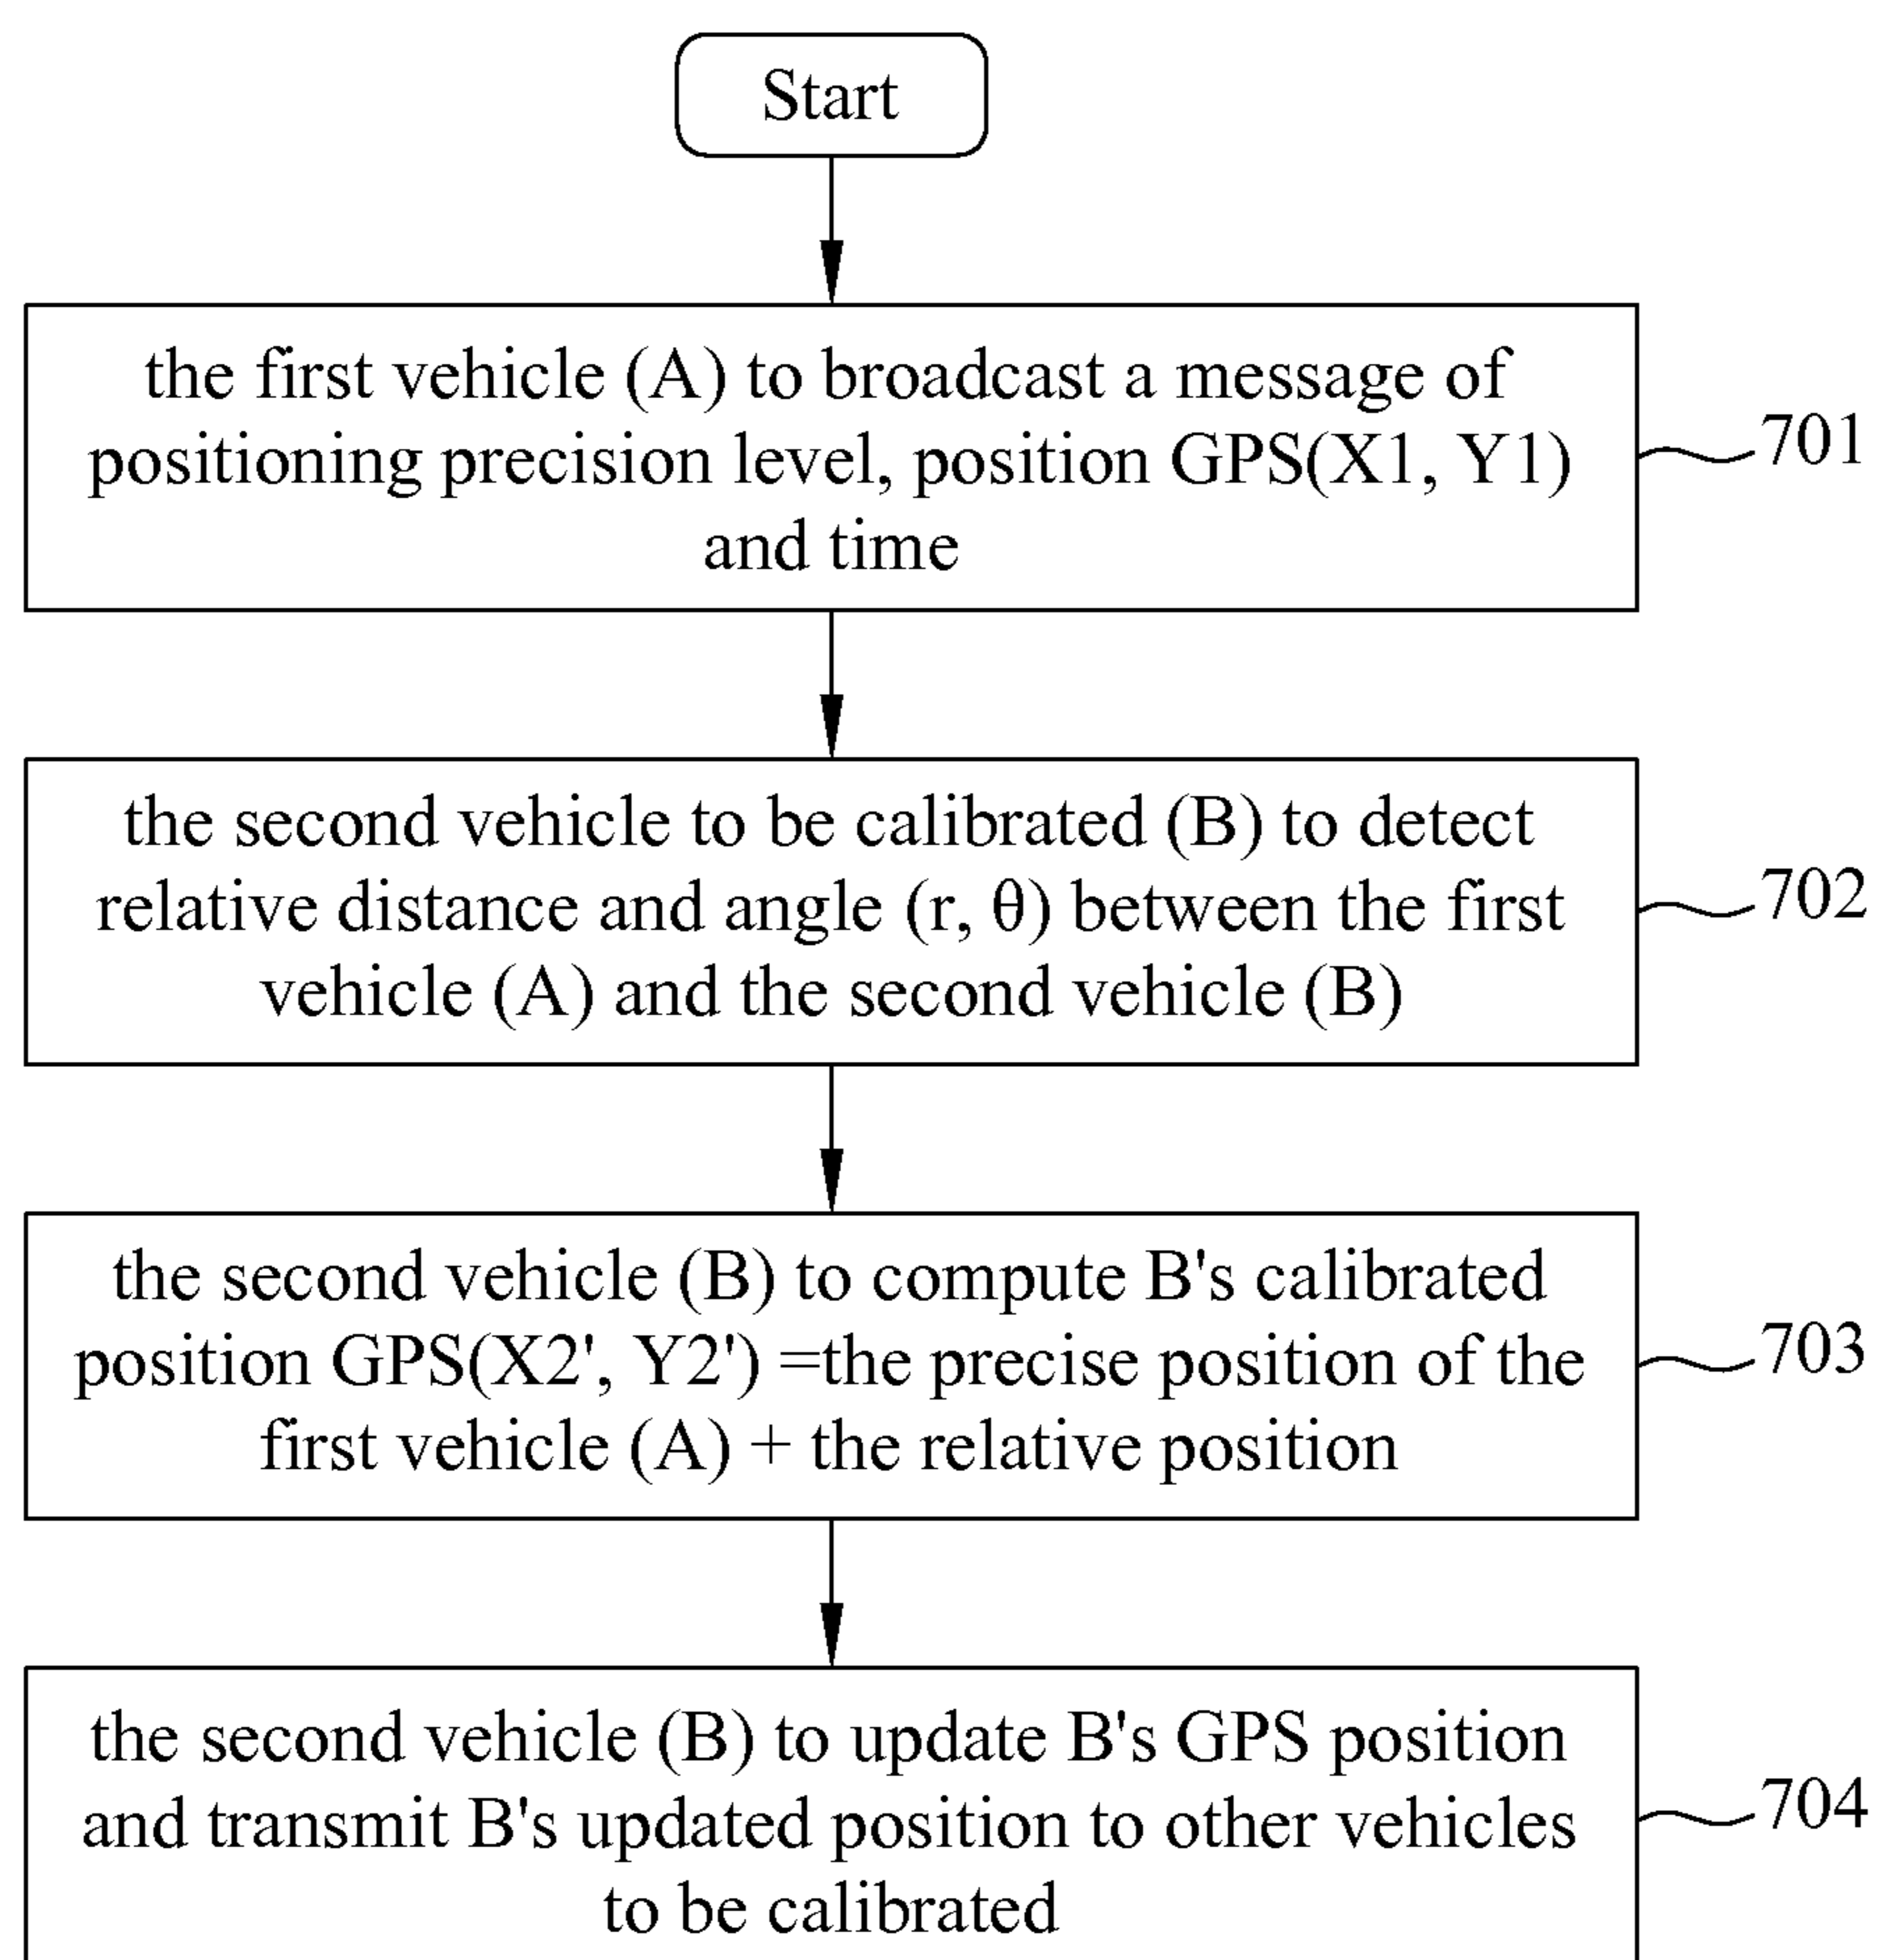 Start
the first vehicle (A) to broadcast a message of
positioning precision level, position GPS(X1, Y1)
and time
701
the second vehicle to be calibrated (B) to detect
relative distance and angle (r, θ) between the first
vehicle (A) and the second vehicle (B)
702
the second vehicle (B) to compute B's calibrated
position GPS(X2', Y2') =the precise position of the
first vehicle (A) + the relative position
703
the second vehicle (B) to update B's GPS position
and transmit B's updated position to other vehicles
to be calibrated
704